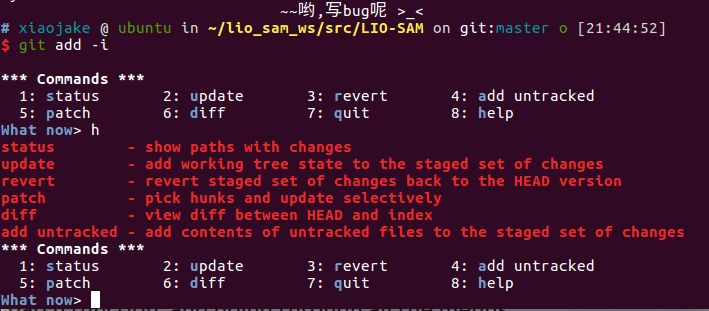 ~~哟,写bug呢 >_<
# xiaojake @ ubuntu in ~/lio_sam_ws/src/LIO-SAM on git:master o [21:44:52]
$ git add -i
*** Commands ***
1: status 2: update 3: revert 4: add untracked
5: patch 6: diff 7: quit 8: help
What now> h
status - show paths with changes
update - add working tree state to the staged set of changes
revert - revert staged set of changes back to the HEAD version
patch - pick hunks and update selectively
diff - view diff between HEAD and index
add untracked - add contents of untracked files to the staged set of changes
*** Commands ***
1: status 2: update 3: revert 4: add untracked
5: patch 6: diff 7: quit 8: help
What now>